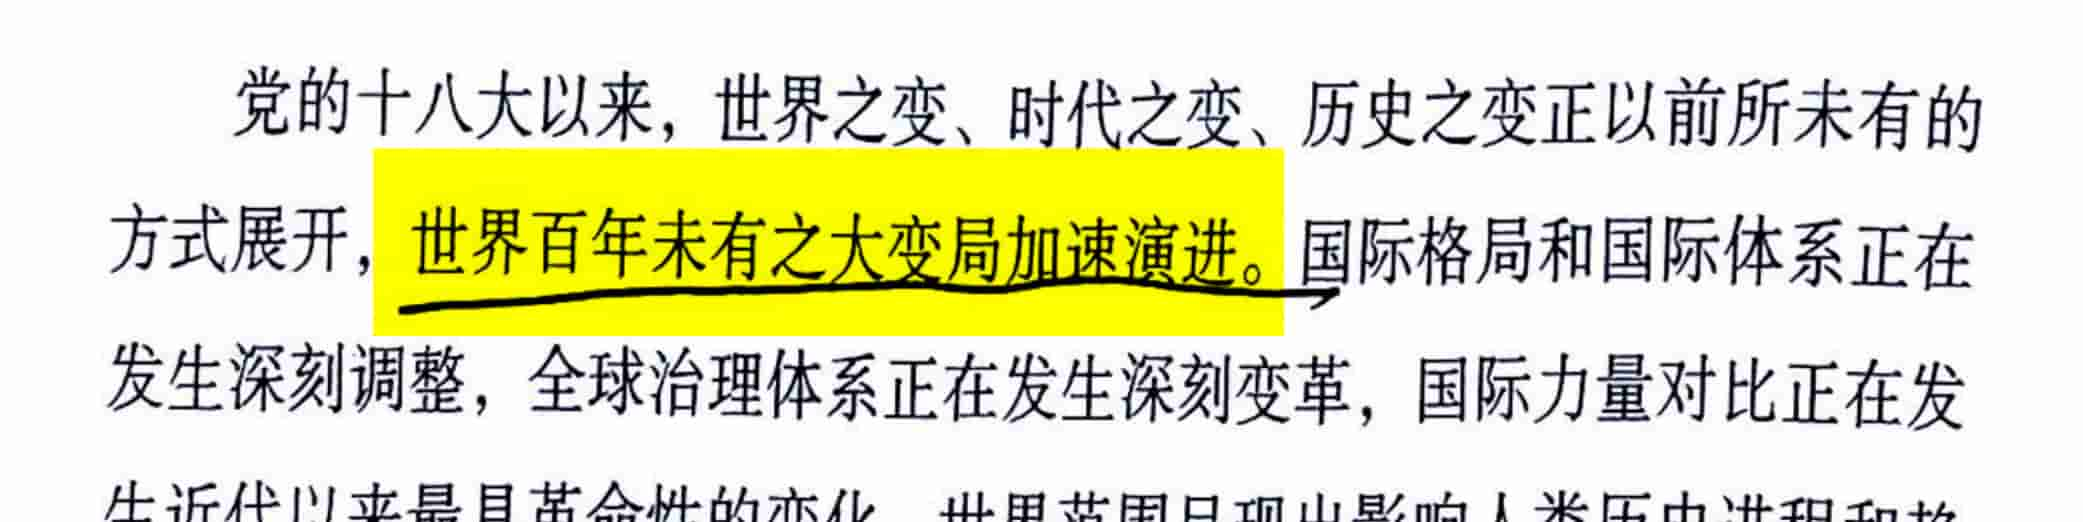 党的十八大以来，世界之变、时代之变、历史之变正以前所未有的
方式展开，世界百年未有之大变局加速演进。国际格局和国际体系正在
发生深刻调整，全球治理体系正在发生深刻变革，国际力量对比正在发
生近代以来最具革命性的变化，世界范围呈现出影响人类历史进程和趋